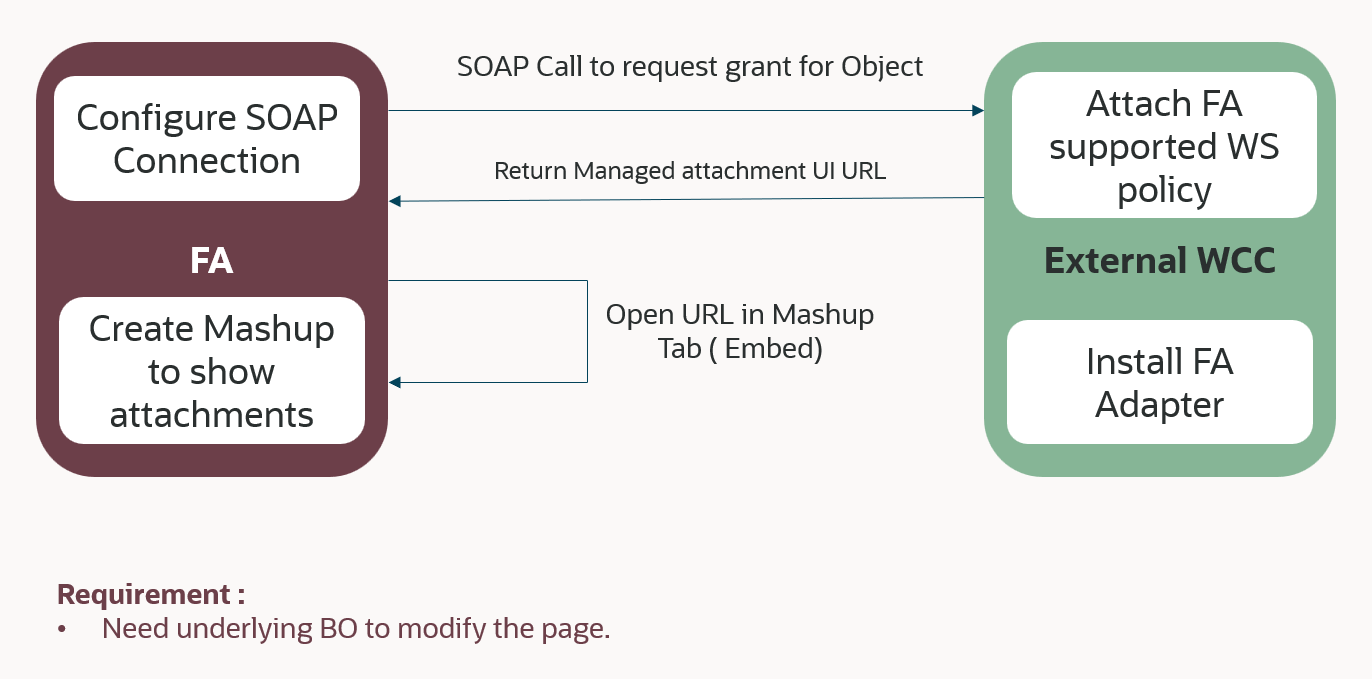 SOAP Call to request grant for Object
Configure SOAP
Connection
Attach FA
supported WS
policy
Return Managed attachment UI URL
FA
External WCC
Create Mashup
to show
attachments
Open URL in Mashup
Tab ( Embed)
Install FA
Adapter
Requirement :
• Need underlying BO to modify the page.